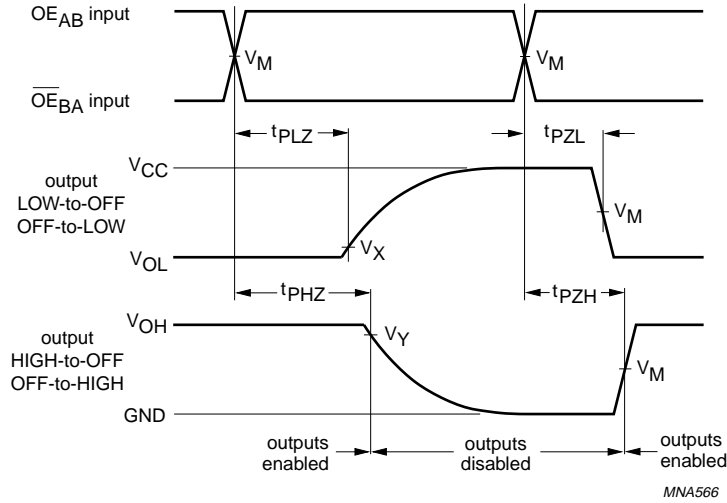 OE_AB input
V_M
V_M
O̅E̅_BA input
t_PLZ
t_PZL
V_CC
output
LOW-to-OFF
OFF-to-LOW
V_M
V_X
V_OL
t_PHZ
t_PZH
V_OH
output
HIGH-to-OFF
OFF-to-HIGH
V_Y
V_M
GND
outputs
enabled
outputs
disabled
outputs
enabled
MNA566